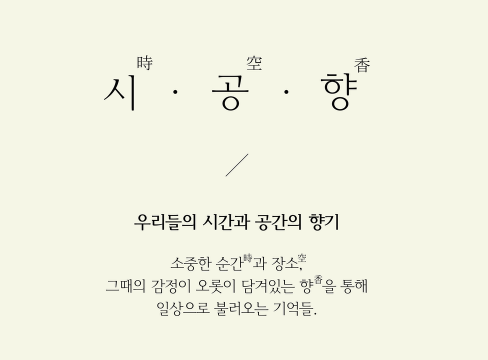 시時 · 공空 · 향香
우리들의 시간과 공간의 향기
소중한 순간時과 장소空,
그때의 감정이 오롯이 담겨있는 향香을 통해
일상으로 불러오는 기억들.